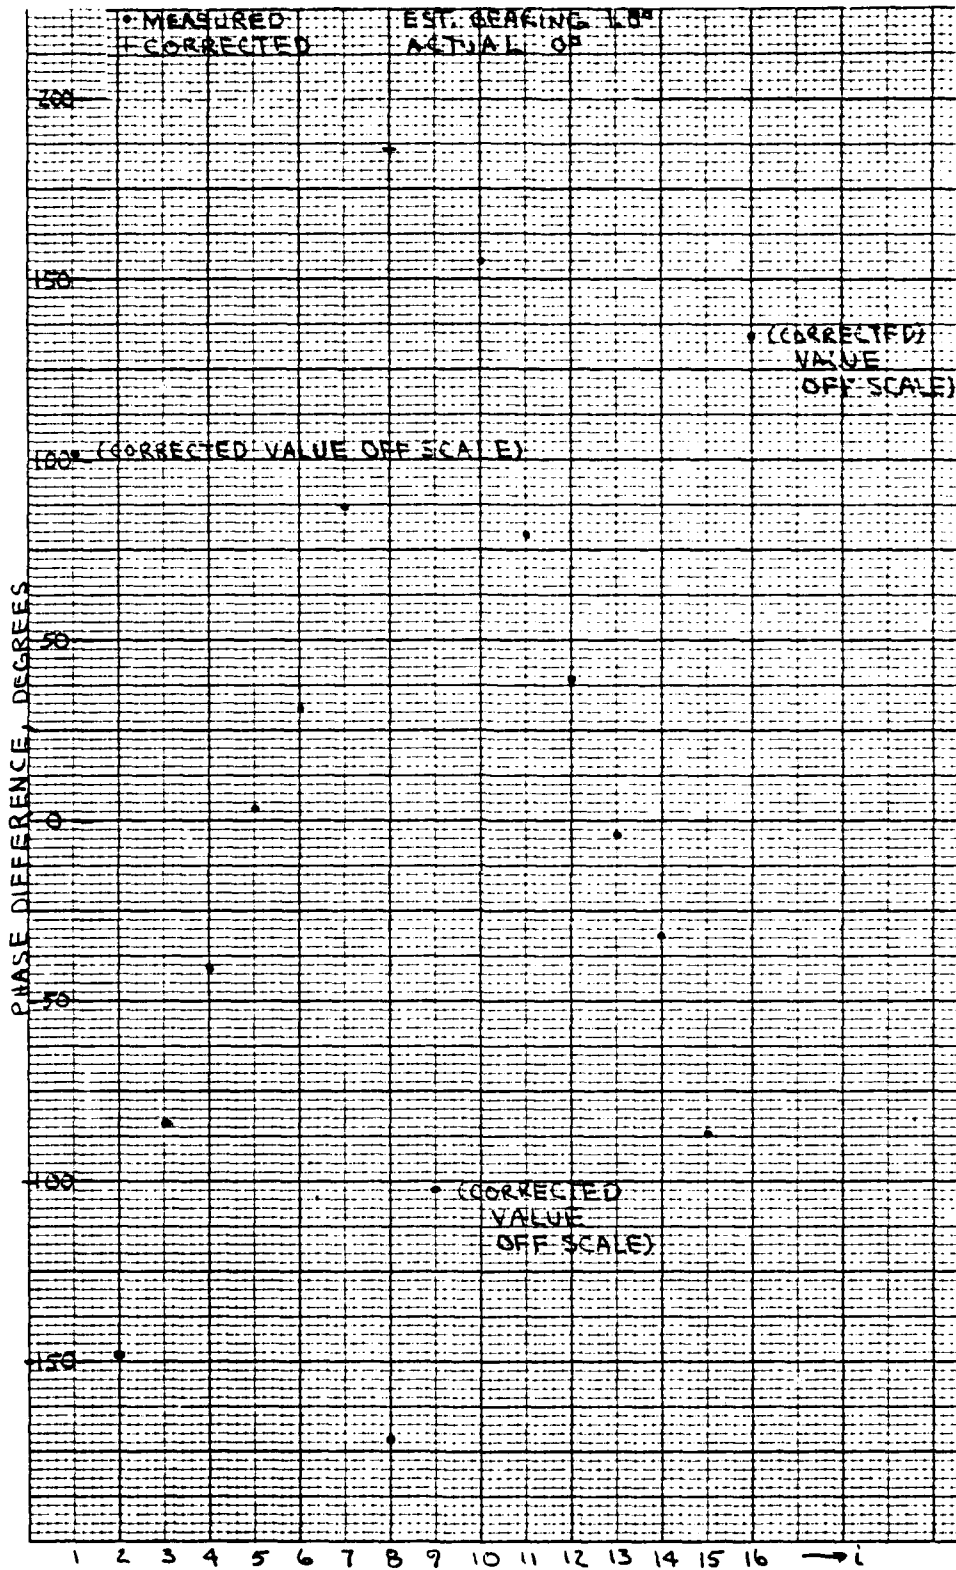 • MEASURED
+ CORRECTED
EST. BEARING 1.8°
ACTUAL 0°
200
150
• (CORRECTED)
VALUE
OFF SCALE)
100
(CORRECTED VALUE OFF SCALE)
50
PHASE DIFFERENCE, DEGREES
0
-50
-100
(CORRECTED
VALUE
OFF SCALE)
-150
1 2 3 4 5 6 7 8 9 10 11 12 13 14 15 16 → i